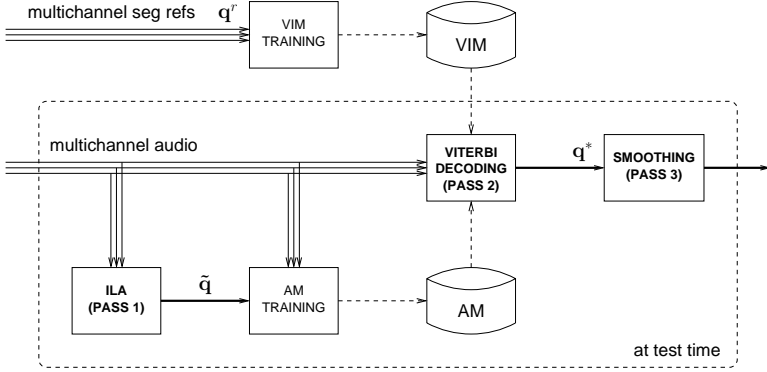 multichannel seg refs
q^r
VIM
TRAINING
VIM
multichannel audio
VITERBI
DECODING
(PASS 2)
q*
SMOOTHING
(PASS 3)
ILA
(PASS 1)
q̃
AM
TRAINING
AM
at test time